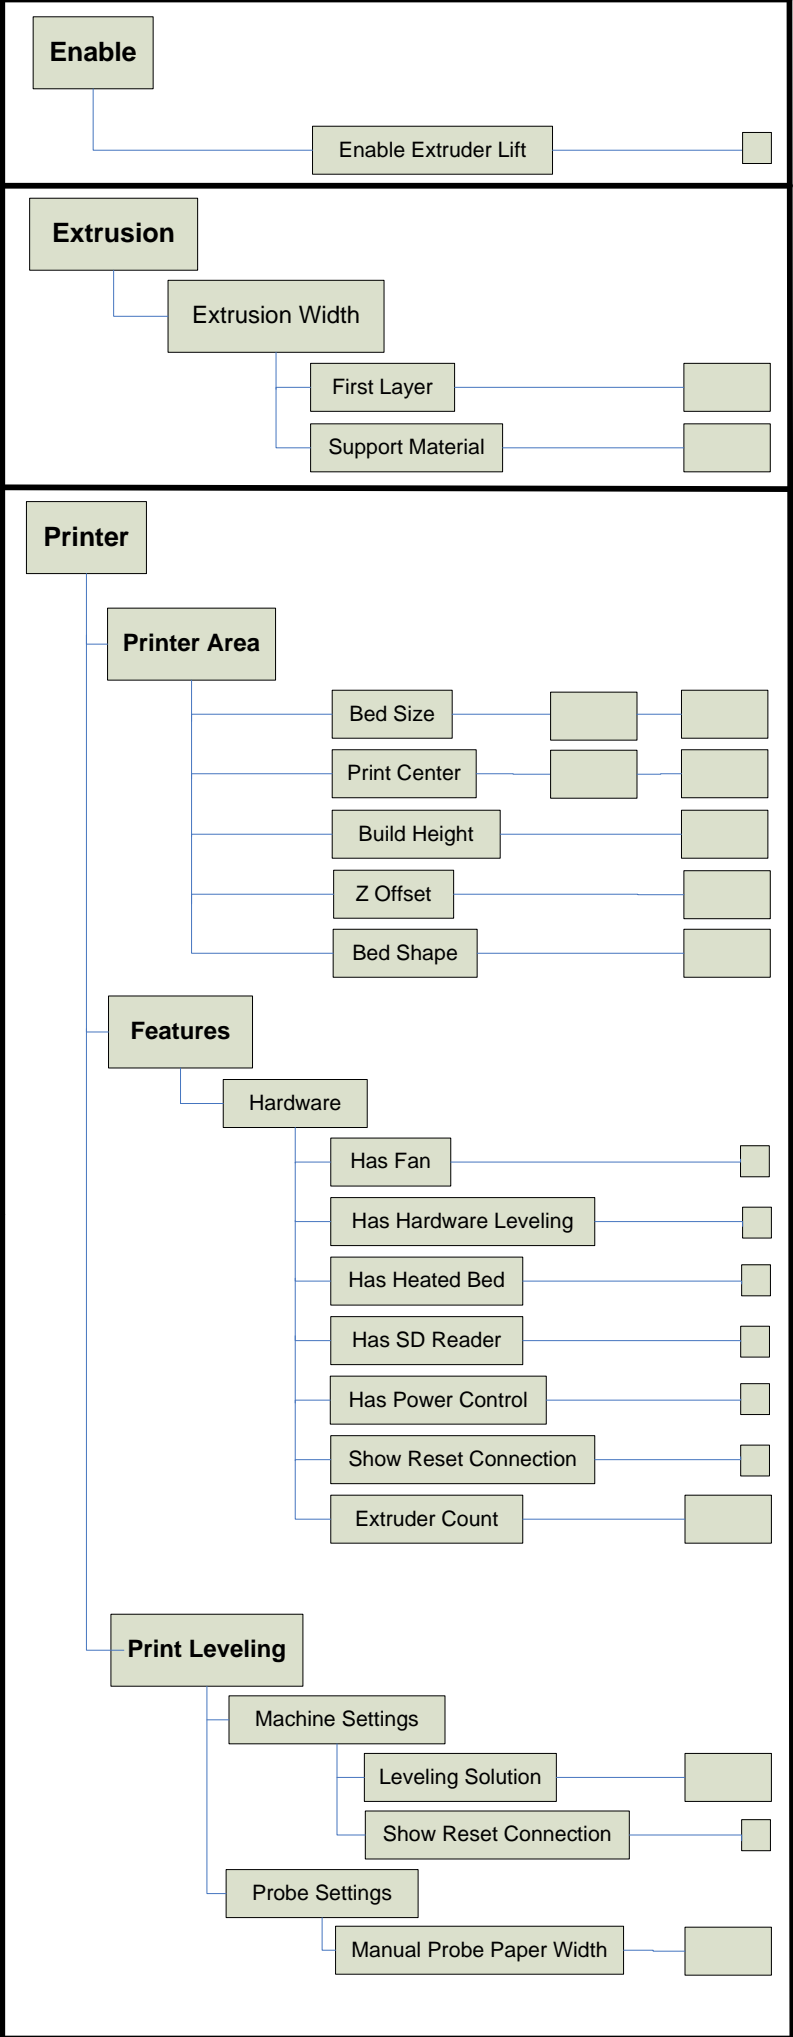 Enable
Enable Extruder Lift
Extrusion
Extrusion Width
First Layer
Support Material
Printer
Printer Area
Bed Size
Print Center
Build Height
Z Offset
Bed Shape
Features
Hardware
Has Fan
Has Hardware Leveling
Has Heated Bed
Has SD Reader
Has Power Control
Show Reset Connection
Extruder Count
Print Leveling
Machine Settings
Leveling Solution
Show Reset Connection
Probe Settings
Manual Probe Paper Width